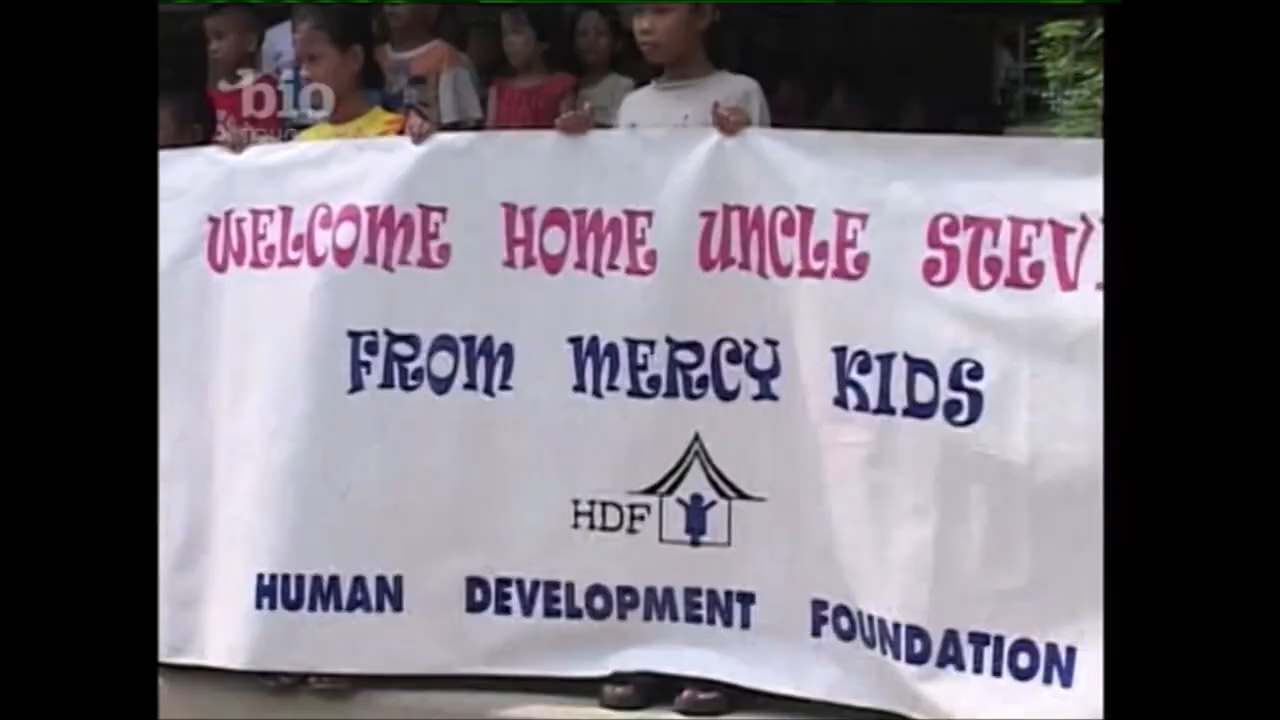 bio
WELCOME HOME UNCLE STEV
FROM MERCY KIDS
HDF
HUMAN DEVELOPMENT FOUNDATION